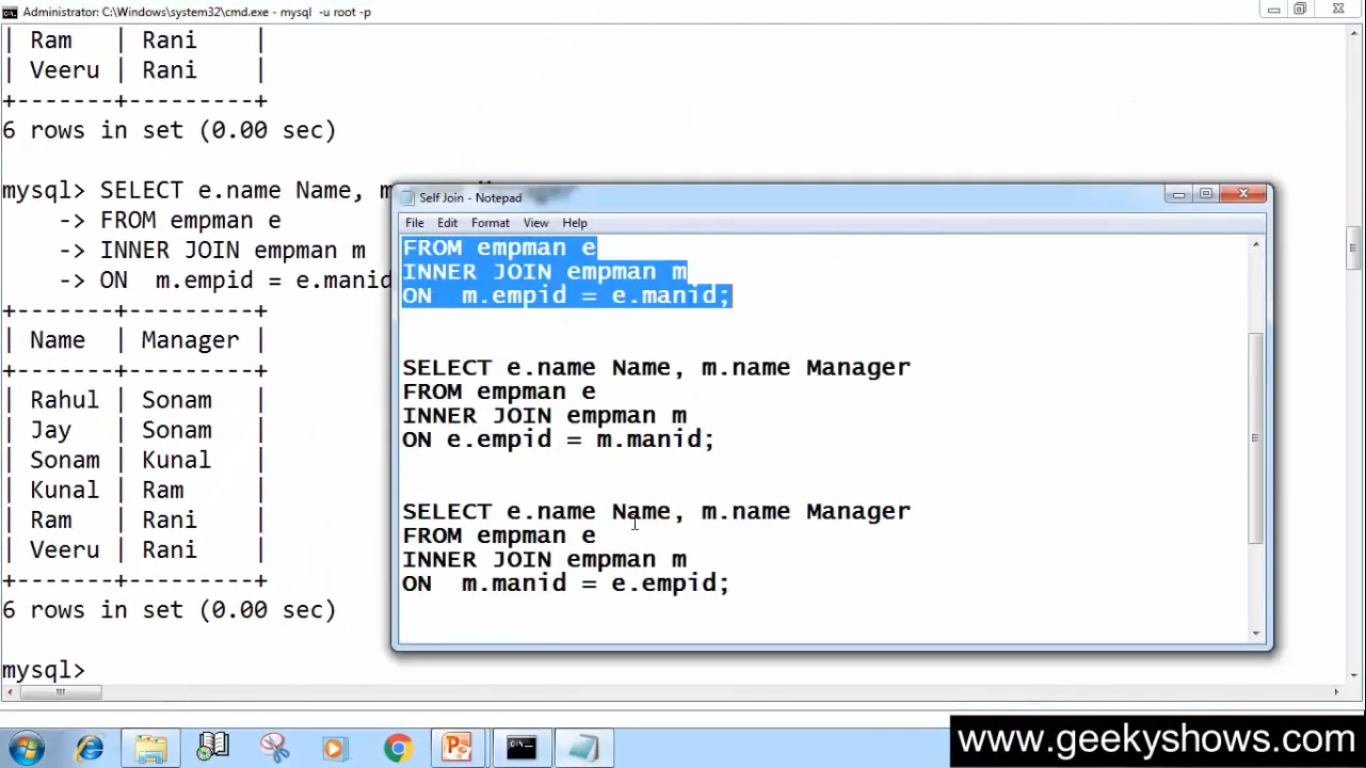 Administrator: C:\Windows\system32\cmd.exe - mysql -u root -p
| Ram | Rani |
| Veeru | Rani |
+-------+---------+
6 rows in set (0.00 sec)
mysql> SELECT e.name Name, m
-> FROM empman e
-> INNER JOIN empman m
-> ON m.empid = e.manid
+-------+---------+
| Name | Manager |
+-------+---------+
| Rahul | Sonam |
| Jay | Sonam |
| Sonam | Kunal |
| Kunal | Ram |
| Ram | Rani |
| Veeru | Rani |
+-------+---------+
6 rows in set (0.00 sec)
mysql>
Self Join - Notepad
File Edit Format View Help
FROM empman e
INNER JOIN empman m
ON m.empid = e.manid;
SELECT e.name Name, m.name Manager
FROM empman e
INNER JOIN empman m
ON e.empid = m.manid;
SELECT e.name Name, m.name Manager
FROM empman e
INNER JOIN empman m
ON m.manid = e.empid;
www.geekyshows.com